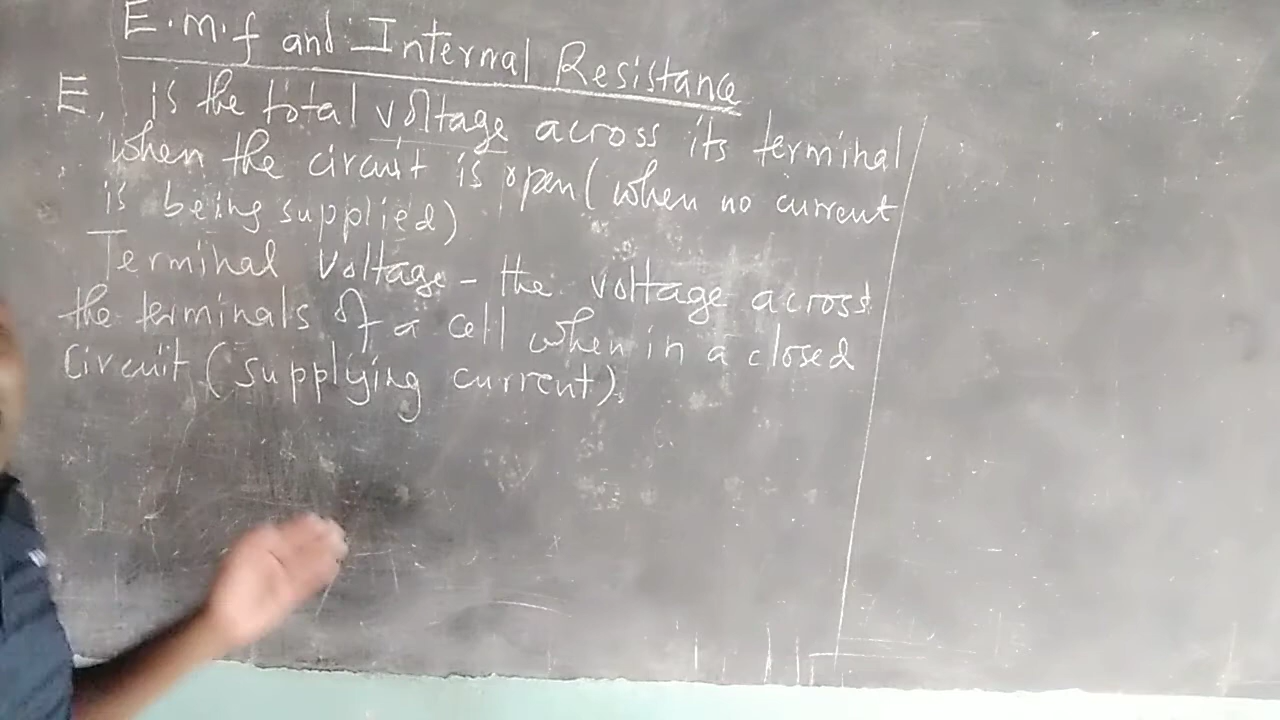 E.m.f and Internal Resistance
E, is the total voltage across its terminal
when the circuit is open (when no current
is being supplied)
Terminal Voltage - the voltage across
the terminals of a cell when in a closed
Circuit (Supplying current).